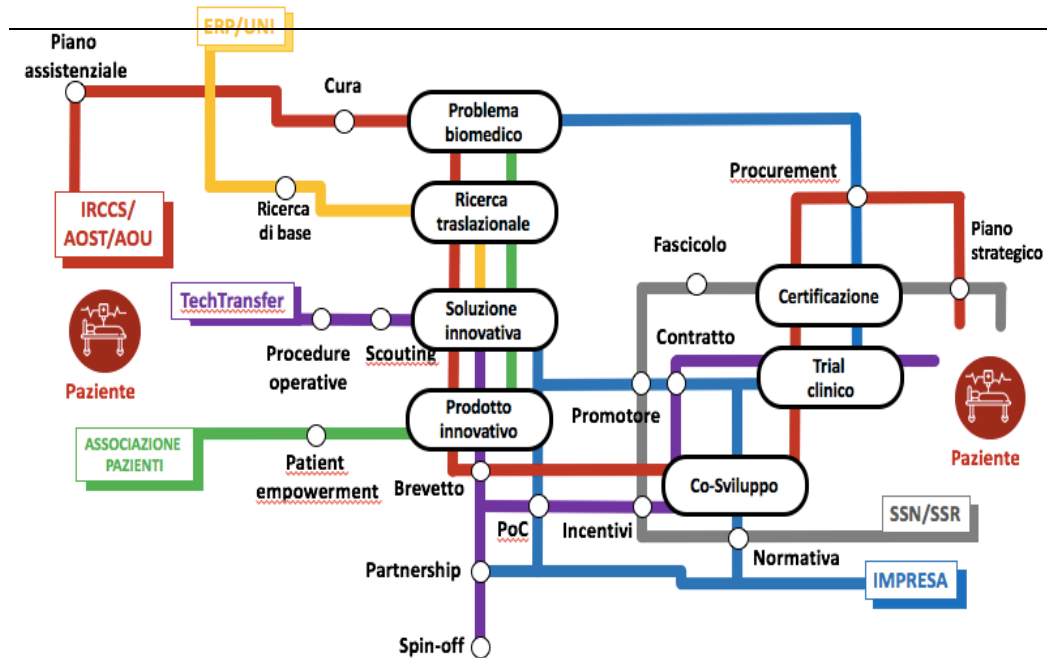 ERP/UNI
Piano
assistenziale
Cura
Problema
biomedico
Procurement
IRCCS/
AOST/AOU
Ricerca
di base
Ricerca
traslazionale
Fascicolo
Piano
strategico
TechTransfer
Soluzione
innovativa
Certificazione
Procedure
operative
Scouting
Contratto
Trial
clinico
Paziente
Prodotto
innovativo
Promotore
ASSOCIAZIONE
PAZIENTI
Patient
empowerment
Brevetto
Co-Sviluppo
Paziente
PoC
Incentivi
SSN/SSR
Normativa
Partnership
IMPRESA
Spin-off